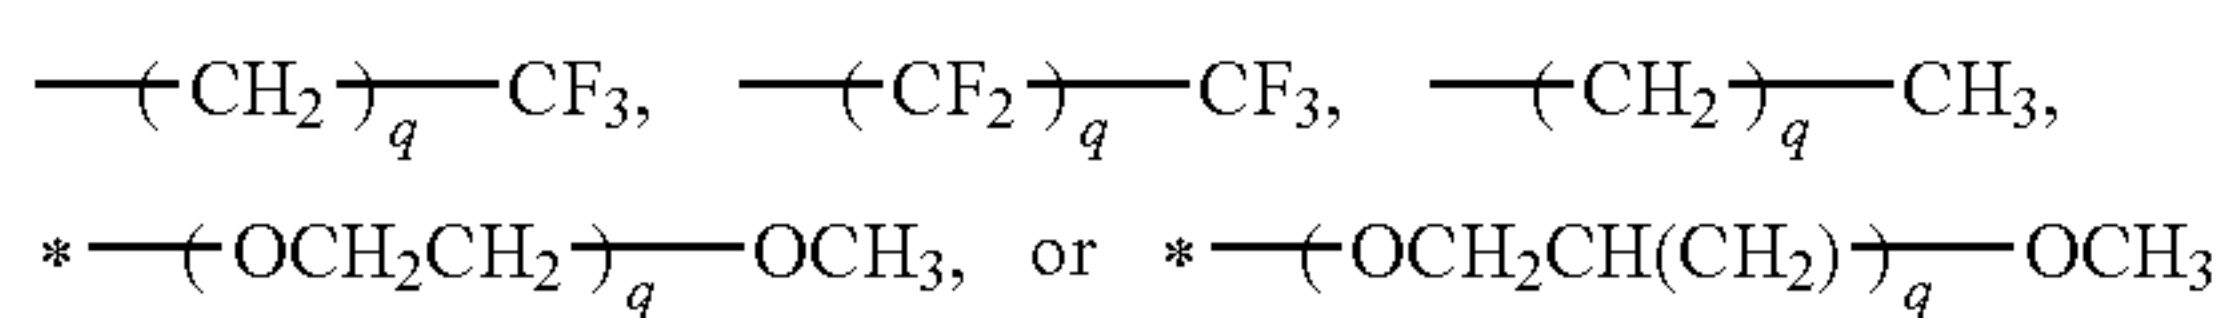 —(CH₂)q—CF₃, —(CF₂)q—CF₃, —(CH₂)q—CH₃,
*—(OCH₂CH₂)q—OCH₃, or *—(OCH₂CH(CH₂))q—OCH₃